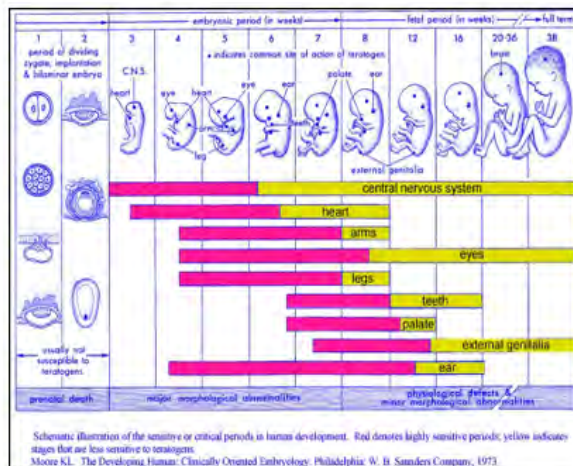 embryonic period (in weeks) fetal period (in weeks) full term
1 2 3 4 5 6 7 8 12 16 20-36 38
period of dividing
zygote, implantation
& bilaminar embryo
• indicates common site of action of teratogen
C.N.S.
heart
eye
heart
leg
eye
ear
teeth
palate
ear
external genitalia
brain
central nervous system
heart
arms
eyes
legs
teeth
palate
external genitalia
ear
usually not
susceptible to
teratogens
prenatal death
major morphological abnormalities
physiological defects &
minor morphological abnormalities
Schematic illustration of the sensitive or critical periods in human development. Red denotes highly sensitive periods; yellow indicates
stages that are less sensitive to teratogens.
Moore KL. The Developing Human: Clinically Oriented Embryology. Philadelphia: W. B. Saunders Company, 1973